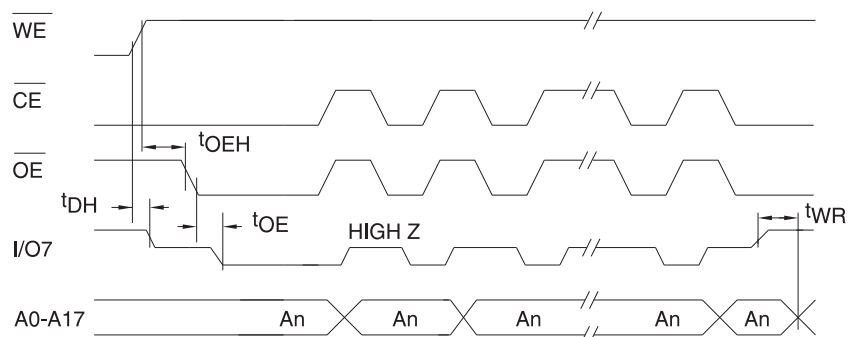 WE
CE
tOEH
OE
tDH
tOE
tWR
HIGH Z
I/O7
A0-A17
An An An An An